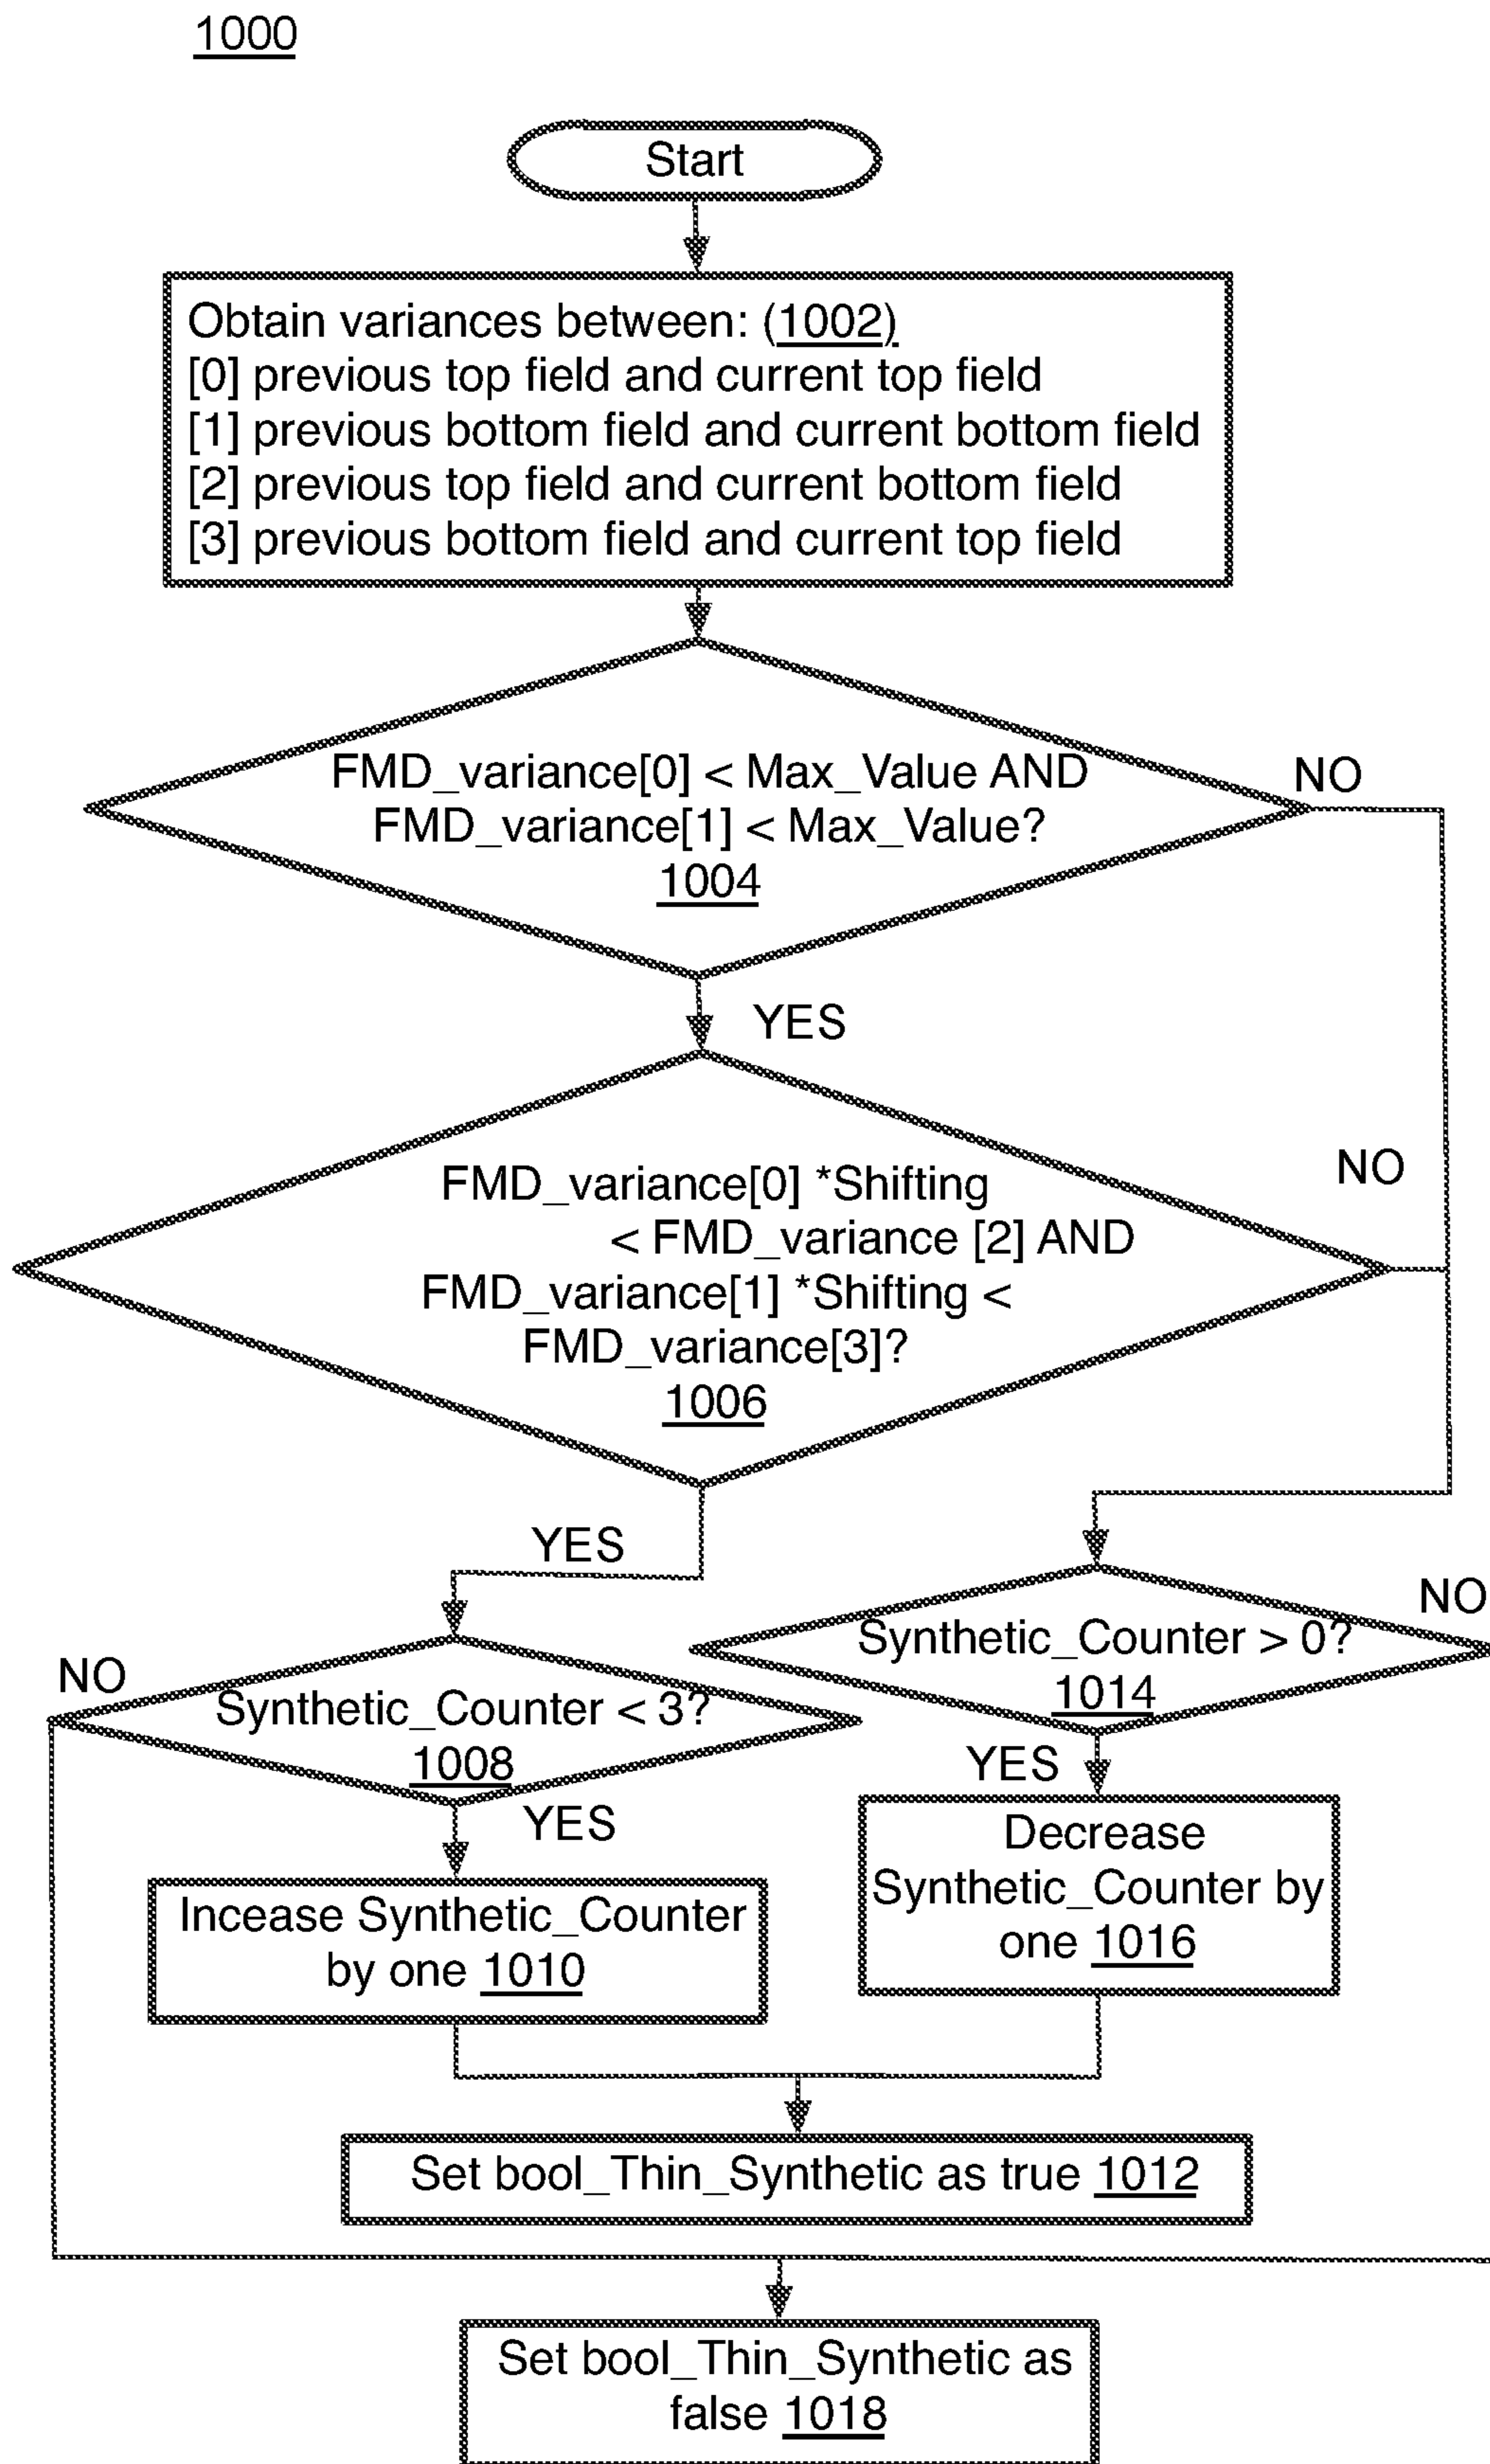 1000
Start
Obtain variances between: (1002)
[0] previous top field and current top field
[1] previous bottom field and current bottom field
[2] previous top field and current bottom field
[3] previous bottom field and current top field
FMD_variance[0] < Max_Value AND
FMD_variance[1] < Max_Value?
1004
NO
YES
FMD_variance[0] *Shifting
< FMD_variance [2] AND
FMD_variance[1] *Shifting <
FMD_variance[3]?
1006
NO
YES
Synthetic_Counter > 0?
1014
NO
NO
Synthetic_Counter < 3?
1008
YES
YES
Decrease
Synthetic_Counter by
one 1016
Incease Synthetic_Counter
by one 1010
Set bool_Thin_Synthetic as true 1012
Set bool_Thin_Synthetic as
false 1018